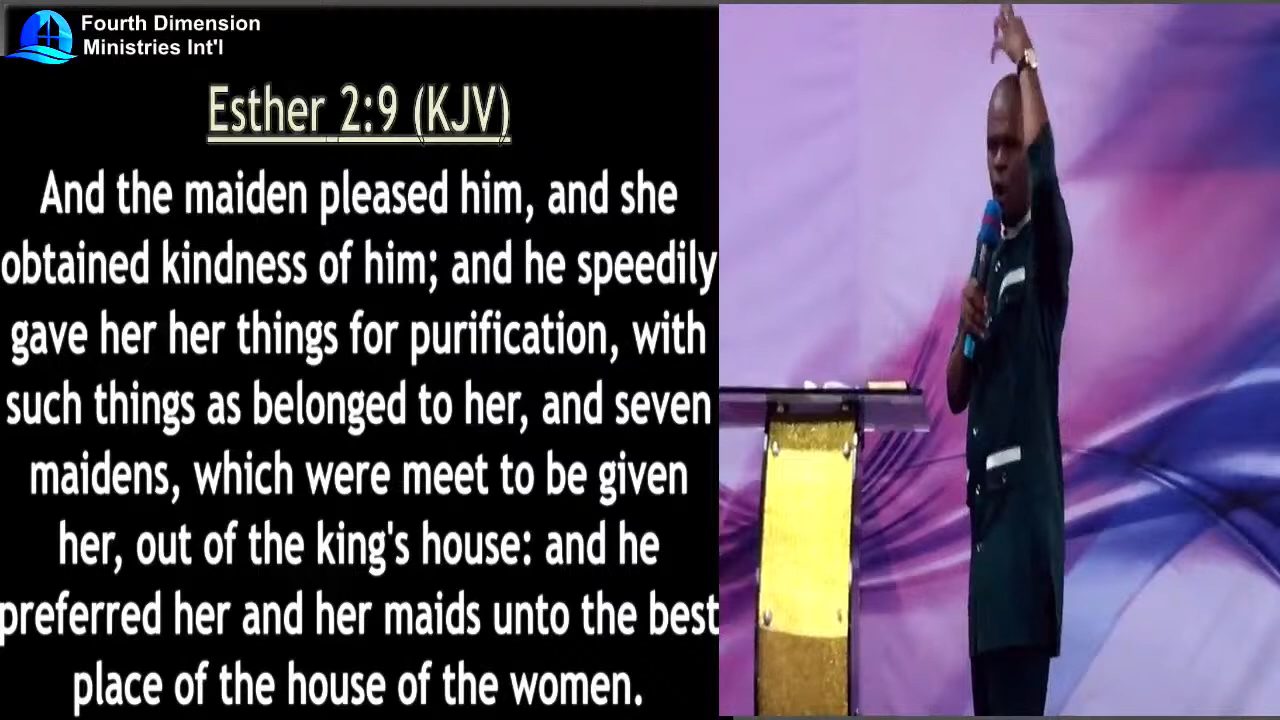 Fourth Dimension
Ministries Int'l
Esther 2:9 (KJV)
And the maiden pleased him, and she
obtained kindness of him; and he speedily
gave her her things for purification, with
such things as belonged to her, and seven
maidens, which were meet to be given
her, out of the king's house: and he
preferred her and her maids unto the best
place of the house of the women.